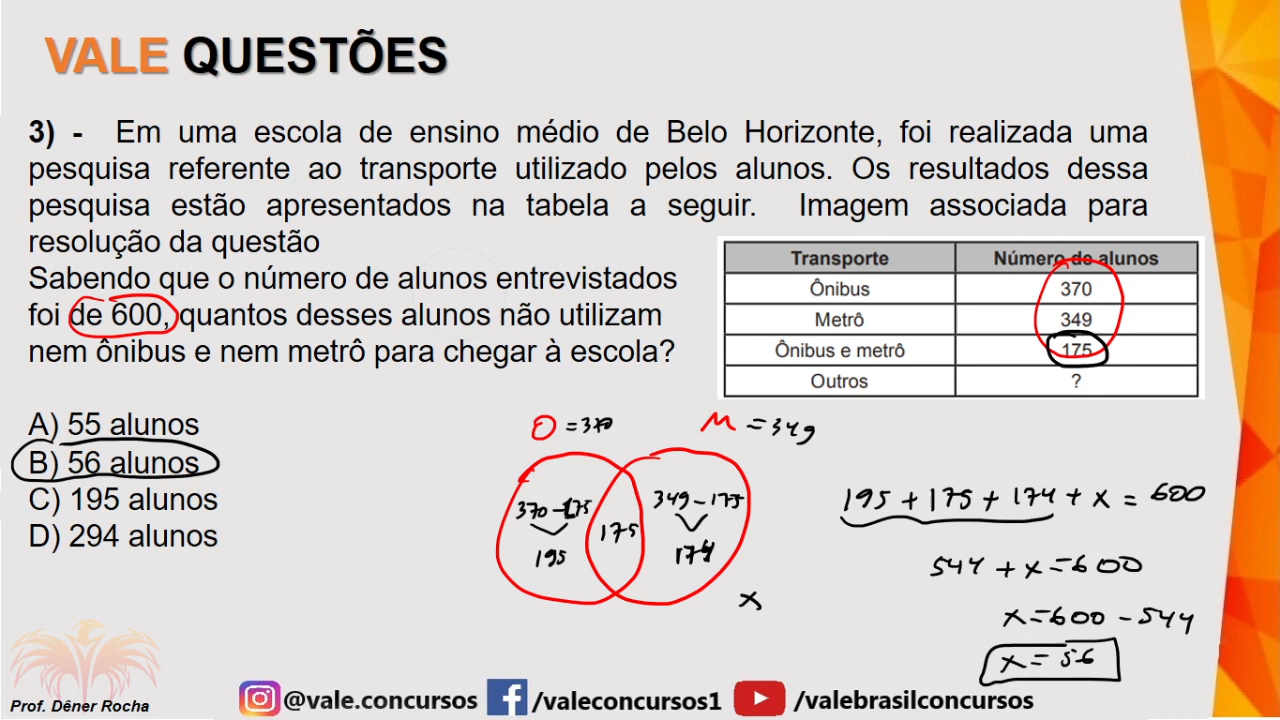 VALE QUESTÕES
3) - Em uma escola de ensino médio de Belo Horizonte, foi realizada uma
pesquisa referente ao transporte utilizado pelos alunos. Os resultados dessa
pesquisa estão apresentados na tabela a seguir. Imagem associada para
resolução da questão
Sabendo que o número de alunos entrevistados
foi de 600, quantos desses alunos não utilizam
nem ônibus e nem metrô para chegar à escola?
Transporte Número de alunos
Ônibus 370
Metrô 349
Ônibus e metrô 175
Outros ?
A) 55 alunos
B) 56 alunos
C) 195 alunos
D) 294 alunos
O = 370 M = 349
370 - 175 349 - 175
175
195 174
x
195 + 175 + 174 + x = 600
544 + x = 600
x = 600 - 544
x = 56
Prof. Dêner Rocha
@vale.concursos /valeconcursos1 /valebrasilconcursos